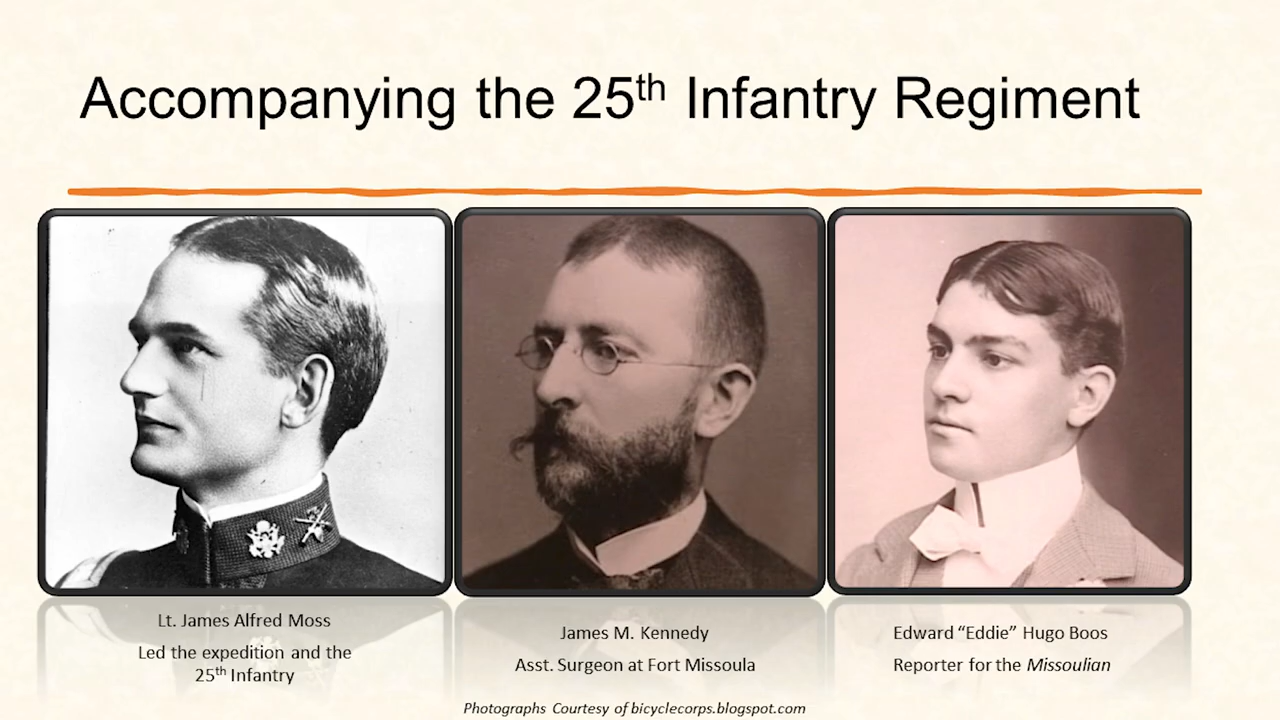 Accompanying the 25th Infantry Regiment
Lt. James Alfred Moss
Led the expedition and the
25th Infantry
James M. Kennedy
Asst. Surgeon at Fort Missoula
Edward “Eddie” Hugo Boos
Reporter for the Missoulian
Photographs Courtesy of bicyclecorps.blogspot.com